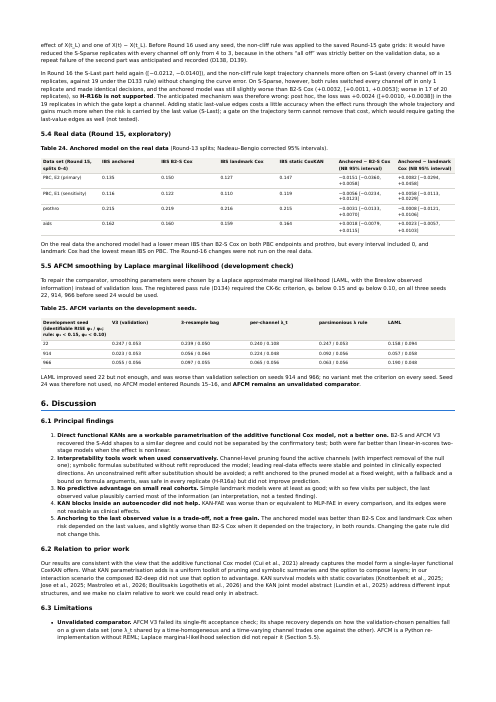 effect of X(t_L) and one of X(t) − X(t_L). Before Round 16 used any seed, the non-cliff rule was applied to the saved Round-15 gate grids: it would have
reduced the S-Sparse replicates with every channel off only from 4 to 3, because in the others "all off" was strictly better on the validation data, so a
repeat failure of the second part was anticipated and recorded (D138, D139).
In Round 16 the S-Last part held again ([−0.0212, −0.0140]), and the non-cliff rule kept trajectory channels more often on S-Last (every channel off in 15
replicates, against 19 under the D133 rule) without changing the curve error. On S-Sparse, however, both rules switched every channel off in only 1
replicate and made identical decisions, and the anchored model was still slightly worse than B2-S Cox (+0.0032, [+0.0011, +0.0053]; worse in 17 of 20
replicates), so H-R16b is not supported. The anticipated mechanism was therefore wrong: post hoc, the loss was +0.0024 ([+0.0010, +0.0038]) in
the 19 replicates in which the gate kept a channel. Adding static last-value edges costs a little accuracy when the effect runs through the whole trajectory and
gains much more when the risk is carried by the last value (S-Last); a gate on the trajectory term cannot remove that cost, which would require gating the
last-value edges as well (not tested).
5.4 Real data (Round 15, exploratory)
Table 24. Anchored model on the real data (Round-13 splits; Nadeau-Bengio corrected 95% intervals).
Data set (Round 15, splits 0–4) IBS anchored IBS B2-S Cox IBS landmark Cox IBS static CoxKAN Anchored − B2-S Cox (NB 95% interval) Anchored − landmark Cox (NB 95% interval)
PBC, E2 (primary) 0.135 0.150 0.127 0.147 −0.0151 [−0.0360, +0.0058] +0.0082 [−0.0294, +0.0458]
PBC, E1 (sensitivity) 0.116 0.122 0.110 0.119 −0.0056 [−0.0234, +0.0123] +0.0058 [−0.0113, +0.0229]
prothro 0.215 0.219 0.216 0.215 −0.0031 [−0.0133, +0.0070] −0.0008 [−0.0121, +0.0106]
aids 0.162 0.160 0.159 0.164 +0.0018 [−0.0079, +0.0115] +0.0023 [−0.0057, +0.0103]
On the real data the anchored model had a lower mean IBS than B2-S Cox on both PBC endpoints and prothro, but every interval included 0, and
landmark Cox had the lowest mean IBS on PBC. The Round-16 changes were not run on the real data.
5.5 AFCM smoothing by Laplace marginal likelihood (development check)
To repair the comparator, smoothing parameters were chosen by a Laplace approximate marginal likelihood (LAML, with the Breslow observed
information) instead of validation loss. The registered pass rule (D134) required the CK-6c criterion, φ₁ below 0.15 and φ₂ below 0.10, on all three seeds
22, 914, 966 before seed 24 would be used.
Table 25. AFCM variants on the development seeds.
Development seed (identifiable RISE φ₁ / φ₂; rule: φ₁ < 0.15, φ₂ < 0.10) V3 (validation) 3-resample bag per-channel λ_t parsimonious λ rule LAML
22 0.247 / 0.053 0.239 / 0.050 0.240 / 0.108 0.247 / 0.053 0.158 / 0.094
914 0.023 / 0.053 0.056 / 0.064 0.224 / 0.048 0.092 / 0.056 0.057 / 0.058
966 0.055 / 0.056 0.097 / 0.055 0.065 / 0.048 0.097 / 0.056 0.190 / 0.048
LAML improved seed 22 but not enough, and was worse than validation selection on seeds 914 and 966; no variant met the criterion on every seed. Seed
24 was therefore not used, no AFCM model entered Rounds 15–16, and AFCM remains an unvalidated comparator.
6. Discussion
6.1 Principal findings
1. Direct functional KANs are a workable parametrisation of the additive functional Cox model, not a better one. B2-S and AFCM V3
recovered the S-Add shapes to a similar degree and could not be separated by the confirmatory test; both were far better than linear-in-scores two-
stage models when the effect is nonlinear.
2. Interpretability tools work when used conservatively. Channel-level pruning found the active channels (with imperfect removal of the null
one); symbolic formulas substituted without refit reproduced the model; leading real-data effects were stable and pointed in clinically expected
directions. An unconstrained refit after substitution should be avoided; a refit anchored to the pruned model at a fixed weight, with a fallback and a
bound on formula arguments, was safe in every replicate (H-R16a) but did not improve prediction.
3. No predictive advantage on small real cohorts. Simple landmark models were at least as good; with so few visits per subject, the last
observed value plausibly carried most of the information (an interpretation, not a tested finding).
4. KAN blocks inside an autoencoder did not help. KAN-FAE was worse than or equivalent to MLP-FAE in every comparison, and its edges were
not readable as clinical effects.
5. Anchoring to the last observed value is a trade-off, not a free gain. The anchored model was better than B2-S Cox and landmark Cox when
risk depended on the last values, and slightly worse than B2-S Cox when it depended on the trajectory, in both rounds. Changing the gate rule did
not change this.
6.2 Relation to prior work
Our results are consistent with the view that the additive functional Cox model (Cui et al., 2021) already captures the form a single-layer functional
CoxKAN offers. What KAN parametrisation adds is a uniform toolkit of pruning and symbolic summaries and the option to compose layers; in our
interaction scenario the composed B2-deep did not use that option to advantage. KAN survival models with static covariates (Knottenbelt et al., 2025;
Jose et al., 2025; Mastroleo et al., 2026; Boulikakis Logothetis et al., 2026) and the KAN joint model abstract (Lundin et al., 2025) address different input
structures, and we make no claim relative to work we could read only in abstract.
6.3 Limitations
• Unvalidated comparator. AFCM V3 failed its single-fit acceptance check; its shape recovery depends on how the validation-chosen penalties
fall on a given data set (one λ_t shared by a time-homogeneous and a time-varying channel trades one against the other). AFCM is a Python re-
implementation without REML; Laplace marginal-likelihood selection did not repair it (Section 5.5).